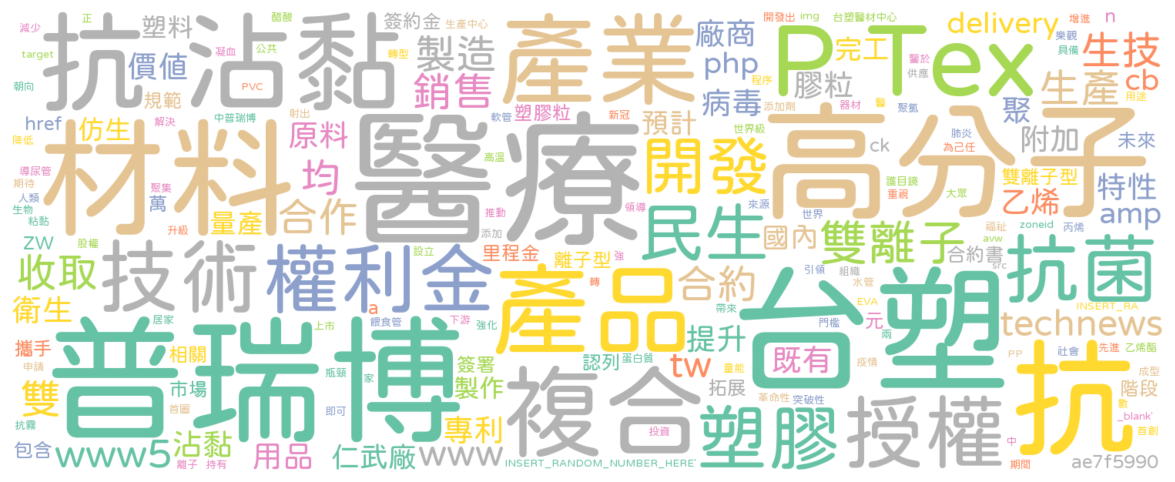 減少 抗沾黏 塑料 醋酸 正 簽約金 生產中心 產業 廠商 開發出 img 台塑醫材中心 delivery 增進 n
target 凝血 公共 轉型 製造 P Tex 完工 樂觀 具備 生技
朝向 價值 PVC 銷售 php 膠粒 程序 醫於 供應 生產 cb
規範 射出 病毒 添加劑 器材 用途
href 仿生 解決 中普瑞博 原料 塑膠粒 軟管 新冠 預計 世界級 聚氫 聚 附加 未來
降低 材料 醫療 高溫 開發 高分子 ck 肺炎 為己任
導尿管 期待 聚集 均 護目鏡 重視 大眾 雙離子型 特性
人類 生物 萬 量產 合作 推動 領導 來源 乙烯 amp
粘黏 升級 添加 民生 國內 世界 雙離子 福祉 丙烯 zoneid
zw 股權 技術 權利金 設立 里程金 離子型 強 合約書 avw src 抗菌
收取 a 產品 轉 合約 引領 組織 水管 台塑
衛生 居家 上市 餵食管 下游 強化 帶來 門檻 EVA 元 兩 INSERT_RA
普瑞博 technews
攜手 相關 瓶頸 簽署 認列 蛋白質 提升 tw 既有 疫情 PP 社會 先進 乙烯酯
申請 市場 家 製作 量能 拓展 革命性 突破性 階段 成型 抗
雙 首圖 即可 複合 授權 數 _blank'
抗霧 沾黏 專利 投資 塑膠 首創
包含 www5 離子 持有 用品 仁武廠 www INSERT_RANDOM_NUMBER_HERE' 中 期間 ae7f5990